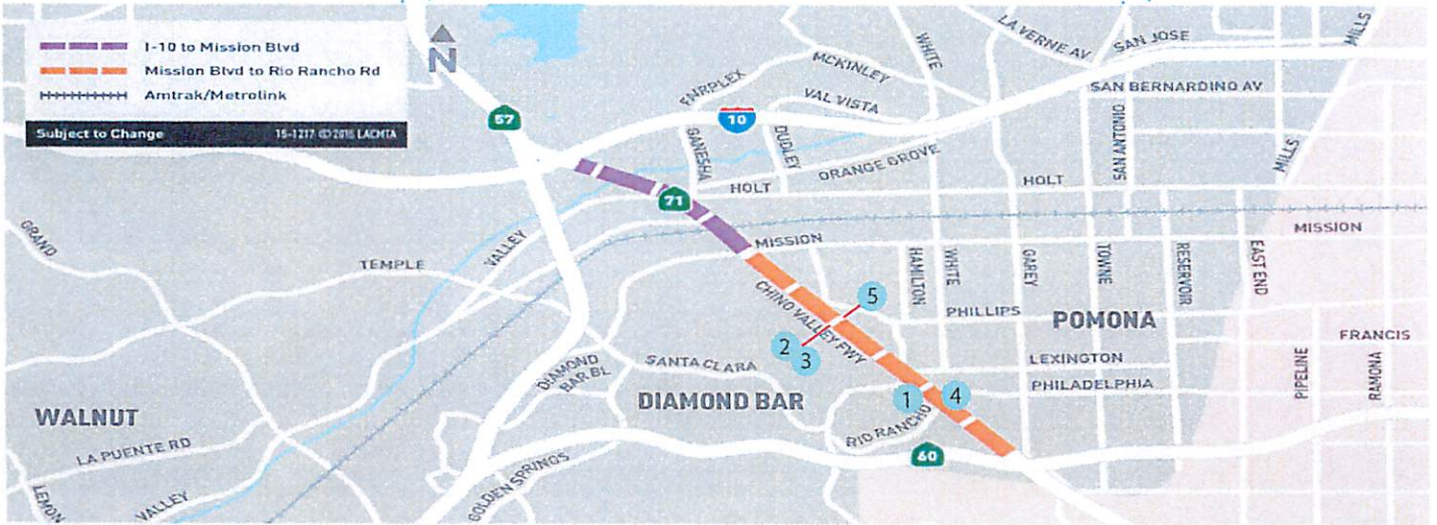 I-10 to Mission Blvd
Mission Blvd to Rio Rancho Rd
Amtrak/Metrolink
Subject to Change
15-1217 © 2015 LACMTA
N
57
10
71
60
FAIRPLEX
MCKINLEY
WHITE
LA VERNE AV
SAN JOSE
MILLS
SAN BERNARDINO AV
VAL VISTA
GANESHA
DUDLEY
ORANGE GROVE
SAN ANTONIO
MILLS
HOLT
HOLT
GRAND
TEMPLE
VALLEY
MISSION
MISSION
HAMILTON
WHITE
GAREY
TOWNE
RESERVOIR
EAST END
CHINO VALLEY FWY
5
2
3
PHILLIPS
POMONA
FRANCIS
DIAMOND
BAR BL
SANTA CLARA
LEXINGTON
PHILADELPHIA
PIPELINE
RAMONA
WALNUT
DIAMOND BAR
1
4
RIO RANCHO
LA PUENTE RD
LEMON
VALLEY
GOLDEN SPRINGS